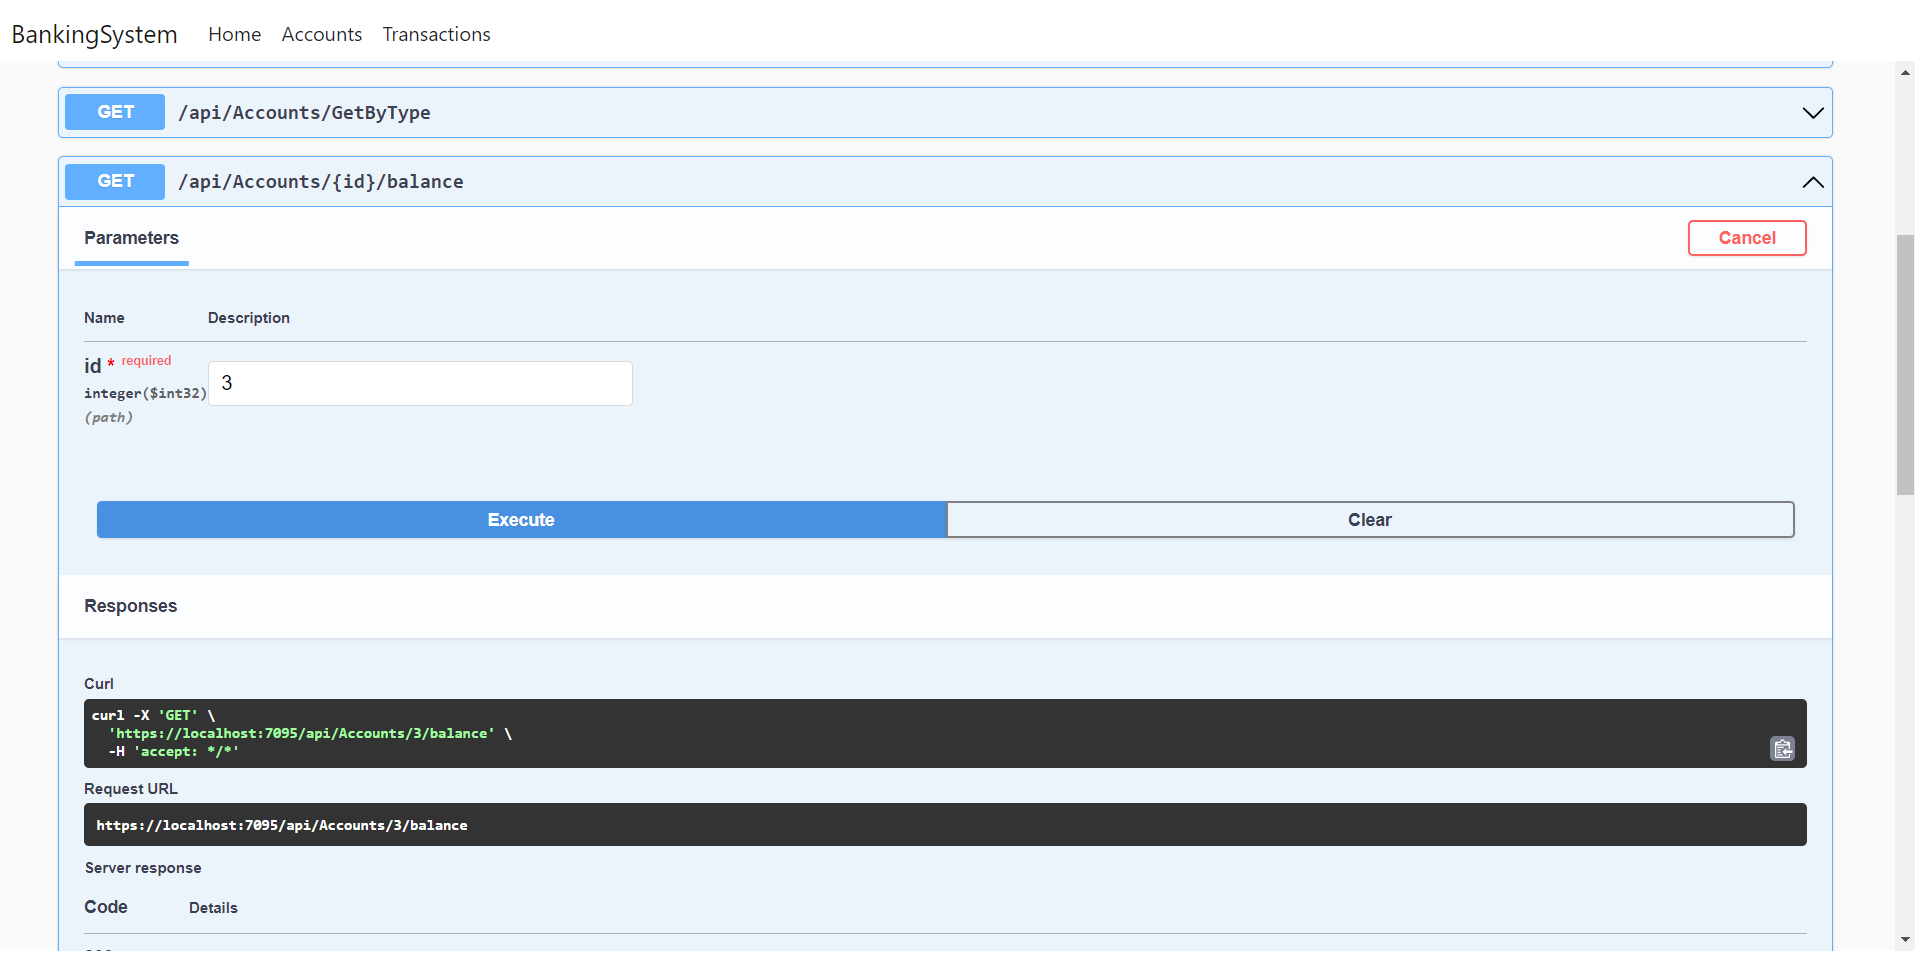 BankingSystem Home Accounts Transactions
GET /api/Accounts/GetByType
GET /api/Accounts/{id}/balance
Parameters Cancel
Name Description
id * required
integer($int32)
(path)
3
Execute Clear
Responses
Curl
curl -X 'GET' \
'https://localhost:7095/api/Accounts/3/balance' \
-H 'accept: */*'
Request URL
https://localhost:7095/api/Accounts/3/balance
Server response
Code Details